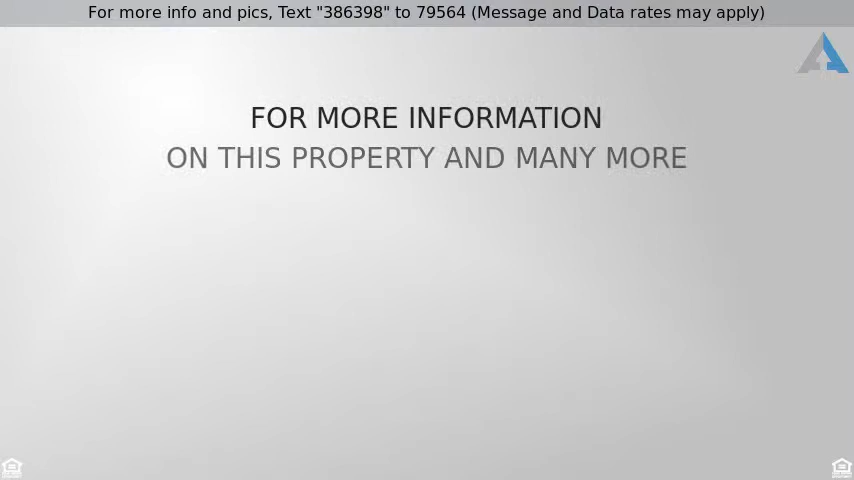 For more info and pics, Text "386398" to 79564 (Message and Data rates may apply)
FOR MORE INFORMATION
ON THIS PROPERTY AND MANY MORE